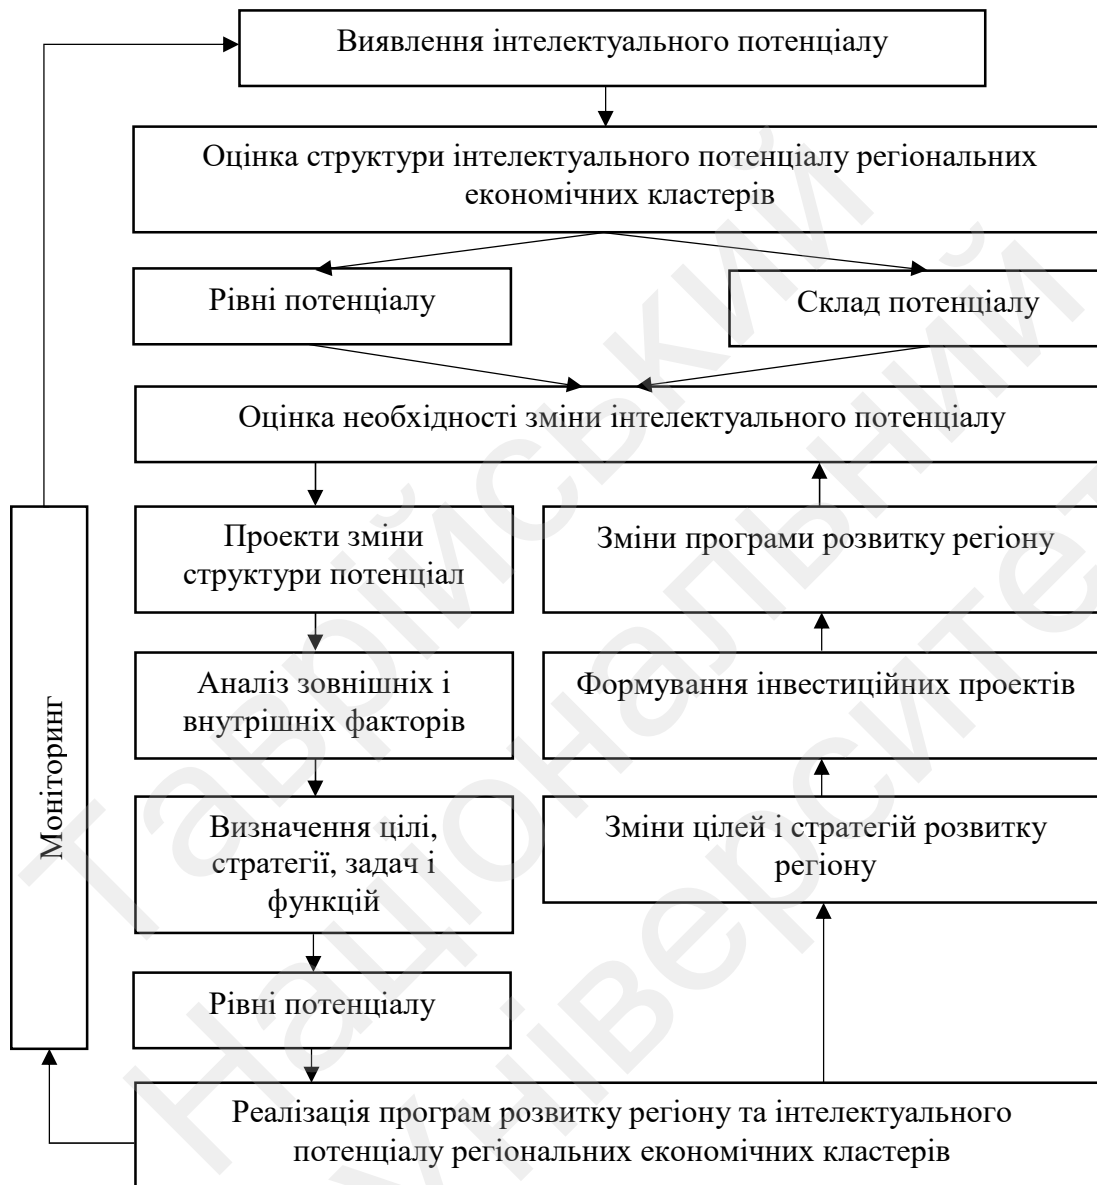 Виявлення інтелектуального потенціалу
Оцінка структури інтелектуального потенціалу регіональних
економічних кластерів
Рівні потенціалу
Склад потенціалу
Оцінка необхідності зміни інтелектуального потенціалу
Проекти зміни
структури потенціал
Зміни програми розвитку регіону
Аналіз зовнішніх і
внутрішніх факторів
Формування інвестиційних проектів
Визначення цілі,
стратегії, задач і
функцій
Зміни цілей і стратегій розвитку
регіону
Рівні потенціалу
Моніторинг
Реалізація програм розвитку регіону та інтелектуального
потенціалу регіональних економічних кластерів
Таврійський
Національний
Університе